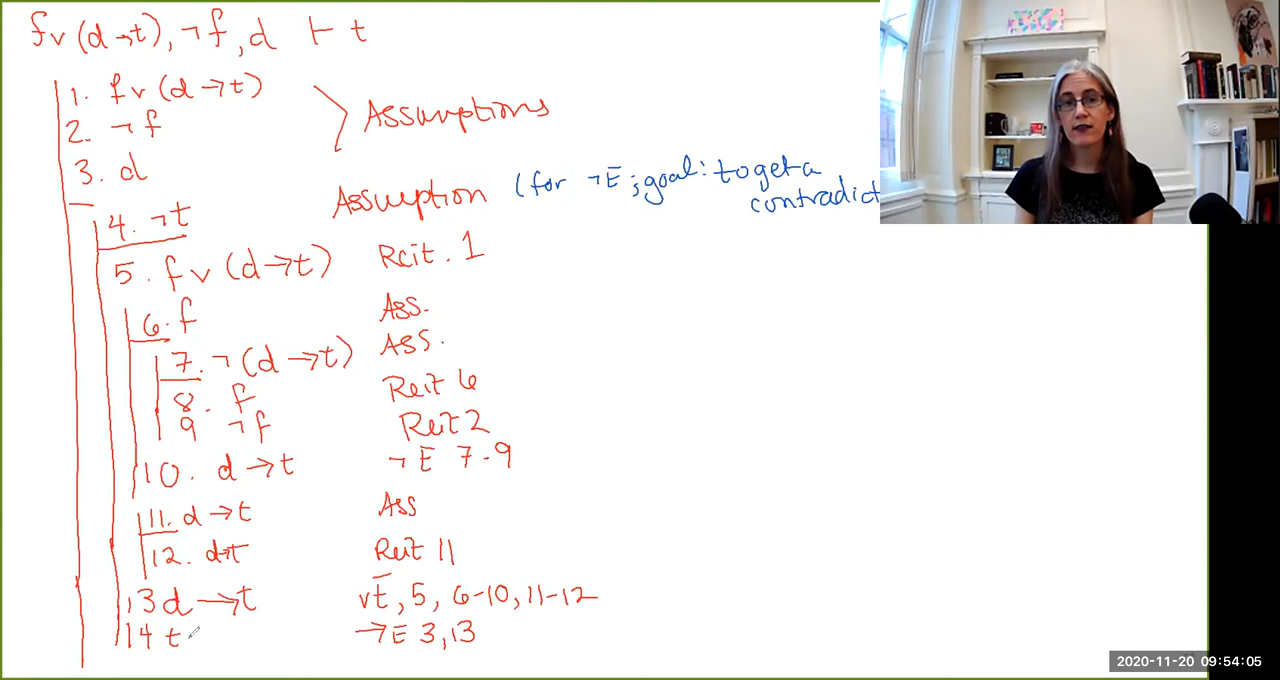 f ∨ (d → t), ¬f, d ⊢ t
1. f ∨ (d → t)
2. ¬f
Assumptions
3. d
4. ¬t Assumption (for ¬E; goal: to get a
contradict
5. f ∨ (d → t) Reit. 1
6. f Ass.
7. ¬(d → t) Ass.
8. f Reit 6
9 ¬f Reit 2
10. d → t ¬E 7-9
11. d → t Ass
12. d→t Reit 11
13 d → t ∨E, 5, 6-10, 11-12
14 t →E 3, 13
2020-11-20 09:54:05